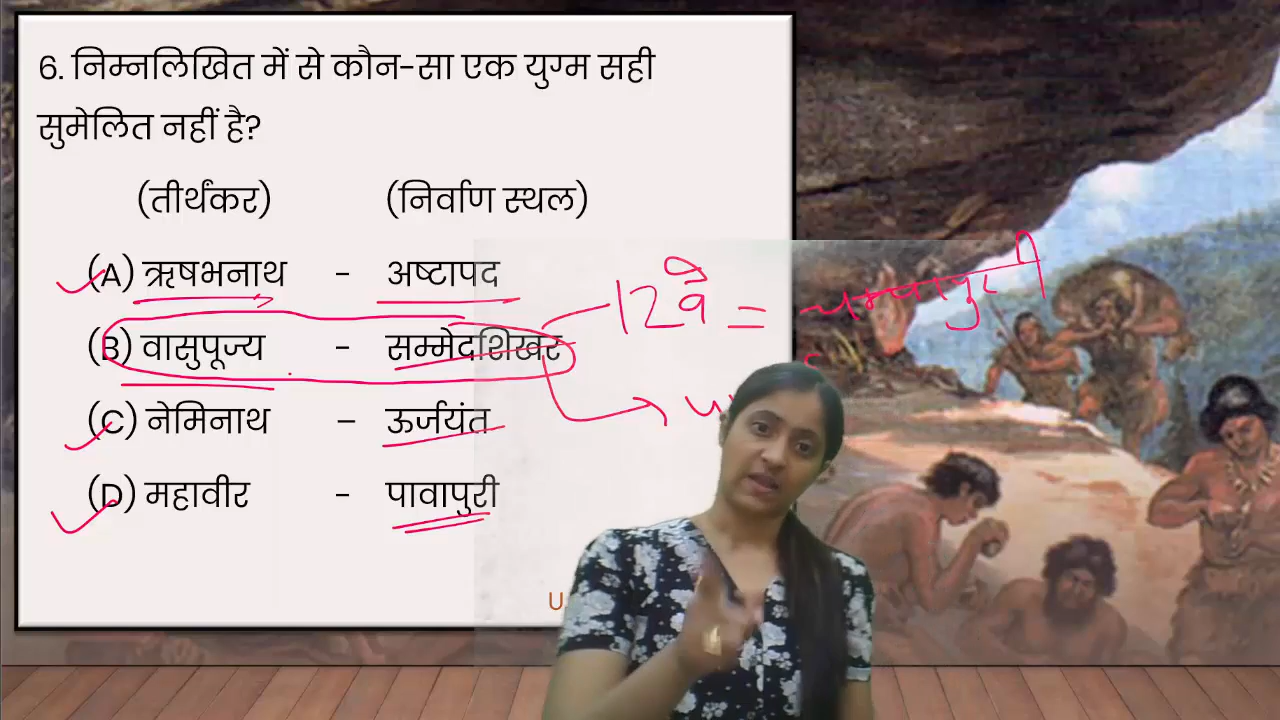 6. निम्नलिखित में से कौन-सा एक युग्म सही
सुमेलित नहीं है?
(तीर्थंकर) (निर्वाण स्थल)
(A) ऋषभनाथ - अष्टापद
(B) वासुपूज्य - सम्मेदशिखर
(C) नेमिनाथ – ऊर्जयंत
(D) महावीर - पावापुरी
12वे = चम्पापुरी